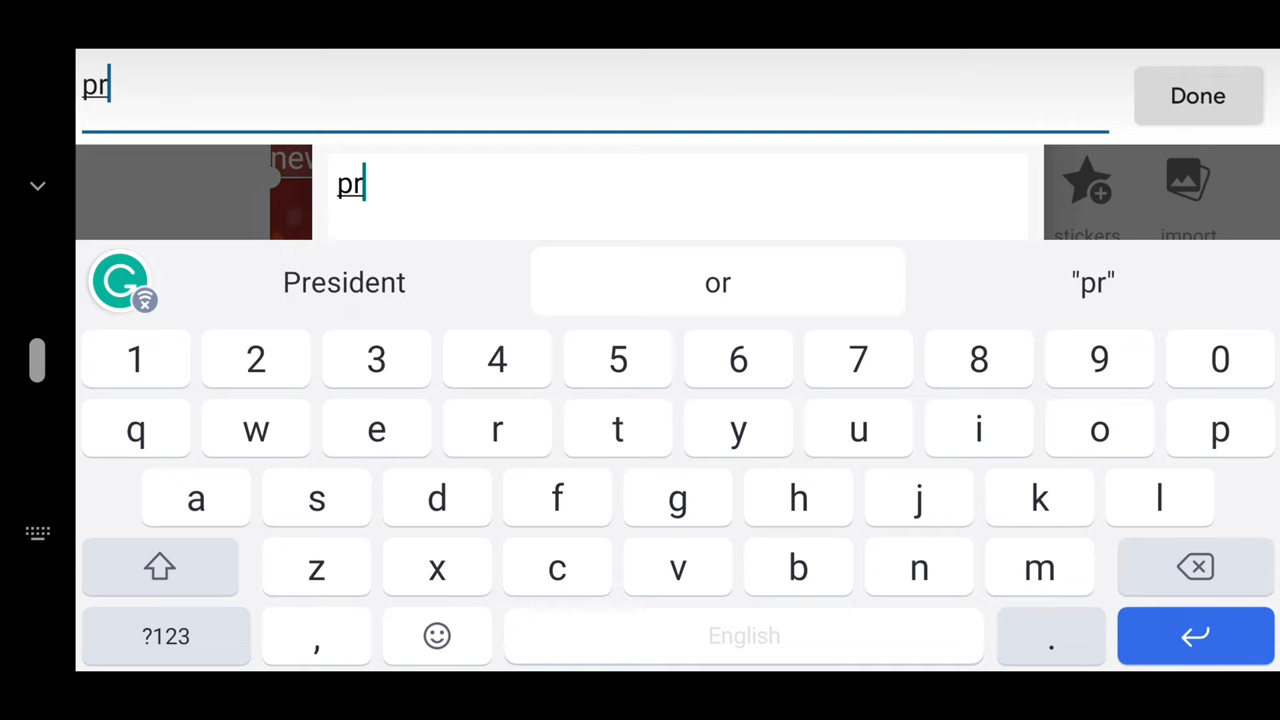 pr
Done
new
pr
stickers
import
President
or
"pr"
1 2 3 4 5 6 7 8 9 0
q w e r t y u i o p
a s d f g h j k l
z x c v b n m
?123 , English .